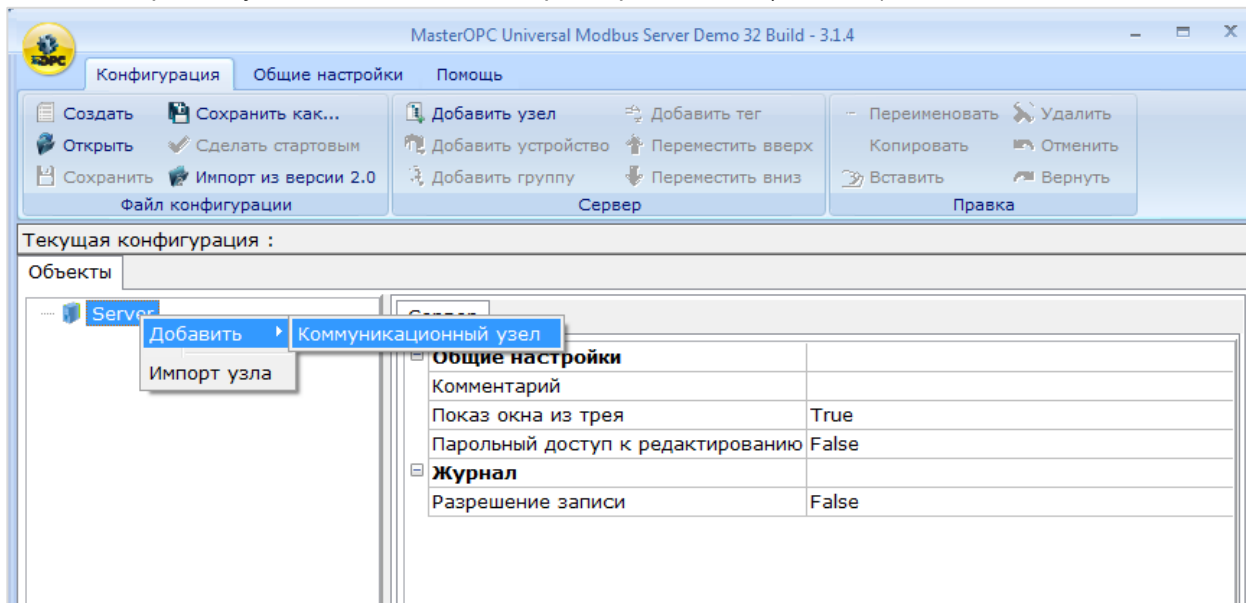 MasterOPC Universal Modbus Server Demo 32 Build - 3.1.4
Конфигурация Общие настройки Помощь
Создать Сохранить как... Добавить узел Добавить тег Переименовать Удалить
Открыть Сделать стартовым Добавить устройство Переместить вверх Копировать Отменить
Сохранить Импорт из версии 2.0 Добавить группу Переместить вниз Вставить Вернуть
Файл конфигурации Сервер Правка
Текущая конфигурация :
Объекты
Server
Добавить Коммуникационный узел
Импорт узла
Общие настройки
Комментарий
Показ окна из трея True
Парольный доступ к редактированию False
Журнал
Разрешение записи False